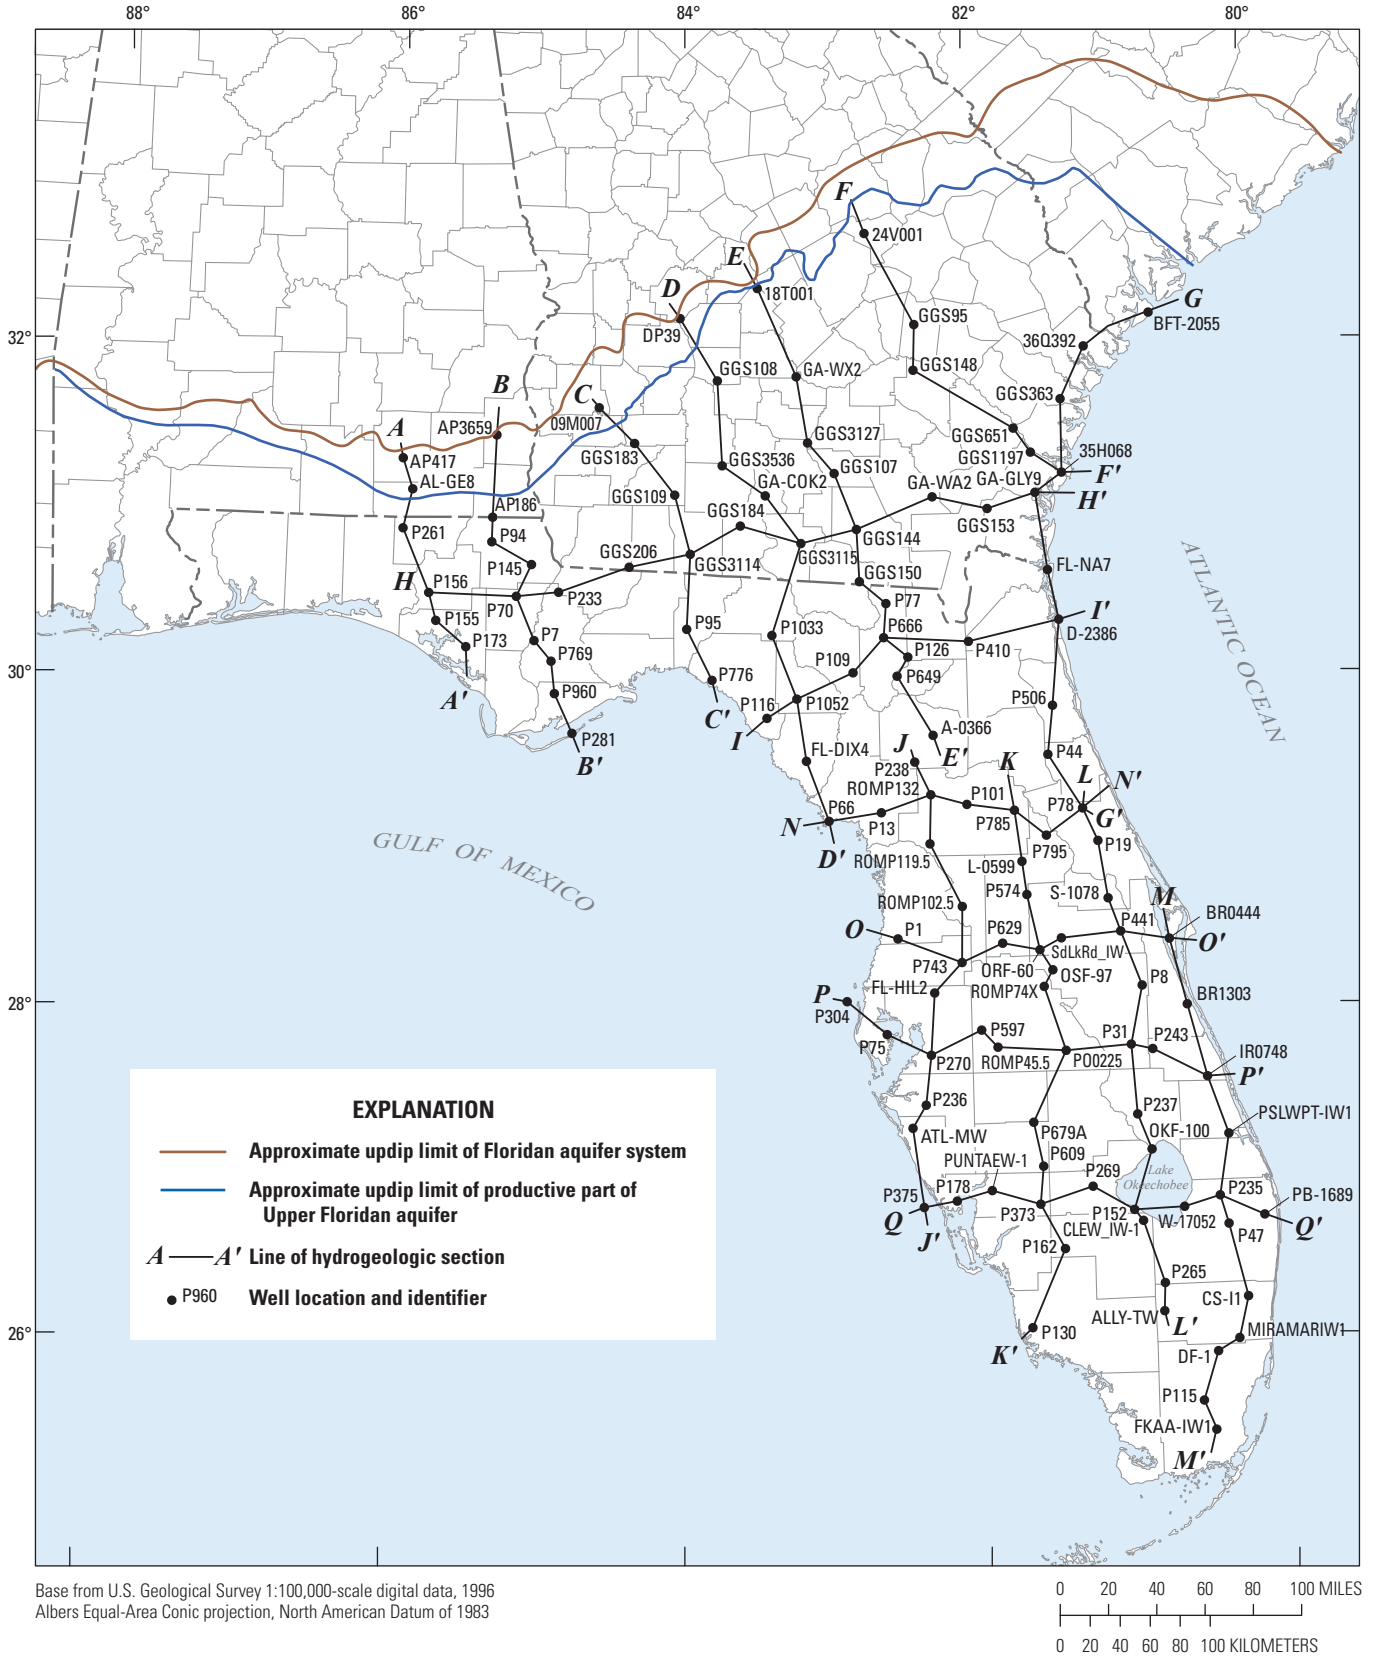 88°
86°
84°
82°
80°
F
24V001
E
18T001
D
DP39
G
BFT-2055
GGS95
32°
36Q392
GGS108
GA-WX2
GGS148
B
C
GGS363
A
AP3659
09M007
GGS183
GGS3127
GGS651
GGS1197
35H068
AP417
AL-GE8
GGS3536
GGS107
F'
GA-COK2
GA-WA2
GA-GLY9
H'
AP186
GGS109
GGS184
GGS153
P261
P94
GGS206
GGS144
P145
GGS3114
GGS3115
FL-NA7
H
P156
GGS150
P70
P233
P77
I'
P155
P95
P1033
P666
D-2386
P173
P7
P126
P410
30°
P769
P109
P649
A'
P776
P960
P116
P1052
P506
C'
I
A-0366
P281
FL-DIX4
J
E'
P44
B'
P238
K
L
N'
ROMP132
P101
P78
N
P66
P13
P785
G'
D'
P795
P19
ROMP119.5
L-0599
P574
S-1078
M
ROMP102.5
BR0444
O
P1
P629
P441
O'
SdLkRd_IW
P743
ORF-60
OSF-97
P
FL-HIL2
ROMP74X
P8
BR1303
P304
P75
P597
P31
P243
IR0748
P270
ROMP45.5
PO0225
P'
28°
P236
P237
PSLWPT-IW1
ATL-MW
P679A
OKF-100
PUNTAEW-1
P609
Lake
Okeechobee
P375
P178
P269
P235
PB-1689
Q
P373
P152
W-17052
Q'
J'
CLEW_IW-1
P47
P162
P265
CS-I1
ALLY-TW
L'
MIRAMARIW1
26°
P130
K'
DF-1
P115
FKAA-IW1
M'
GULF OF MEXICO
ATLANTIC OCEAN
EXPLANATION
Approximate updip limit of Floridan aquifer system
Approximate updip limit of productive part of
Upper Floridan aquifer
A A' Line of hydrogeologic section
P960 Well location and identifier
Base from U.S. Geological Survey 1:100,000-scale digital data, 1996
Albers Equal-Area Conic projection, North American Datum of 1983
0 20 40 60 80 100 MILES
0 20 40 60 80 100 KILOMETERS